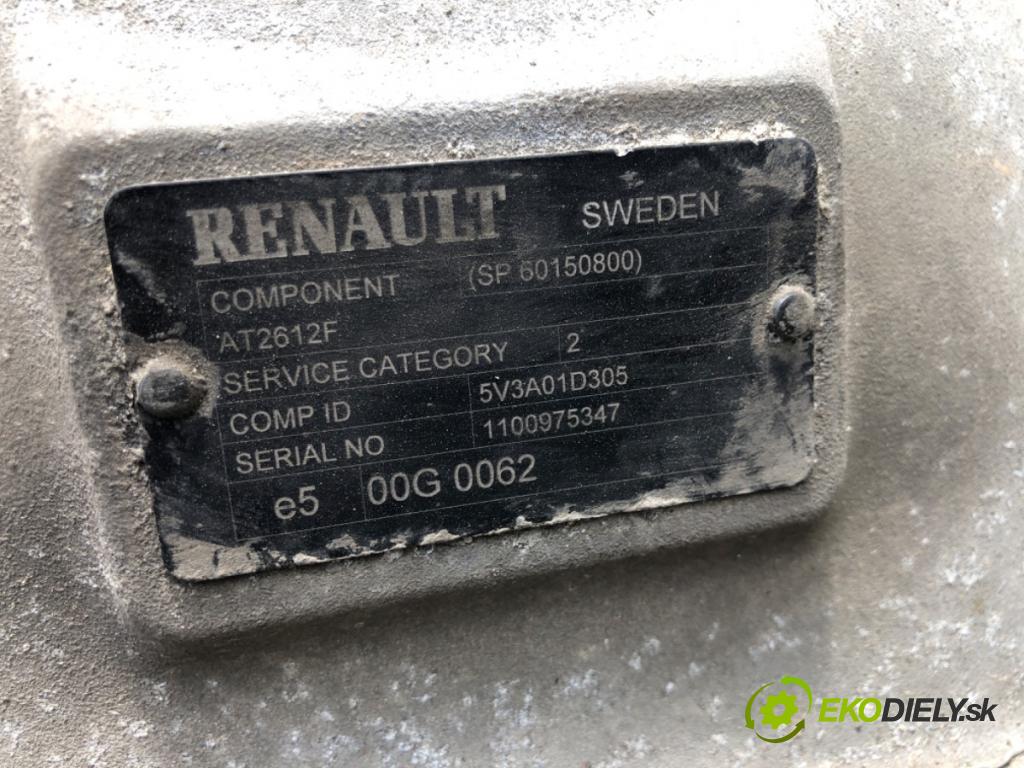 RENAULT SWEDEN
COMPONENT (SP 60150800)
AT2612F
SERVICE CATEGORY 2
COMP ID 5V3A01D305
SERIAL NO 1100975347
e5 00G 0062
EKODIELY.sk